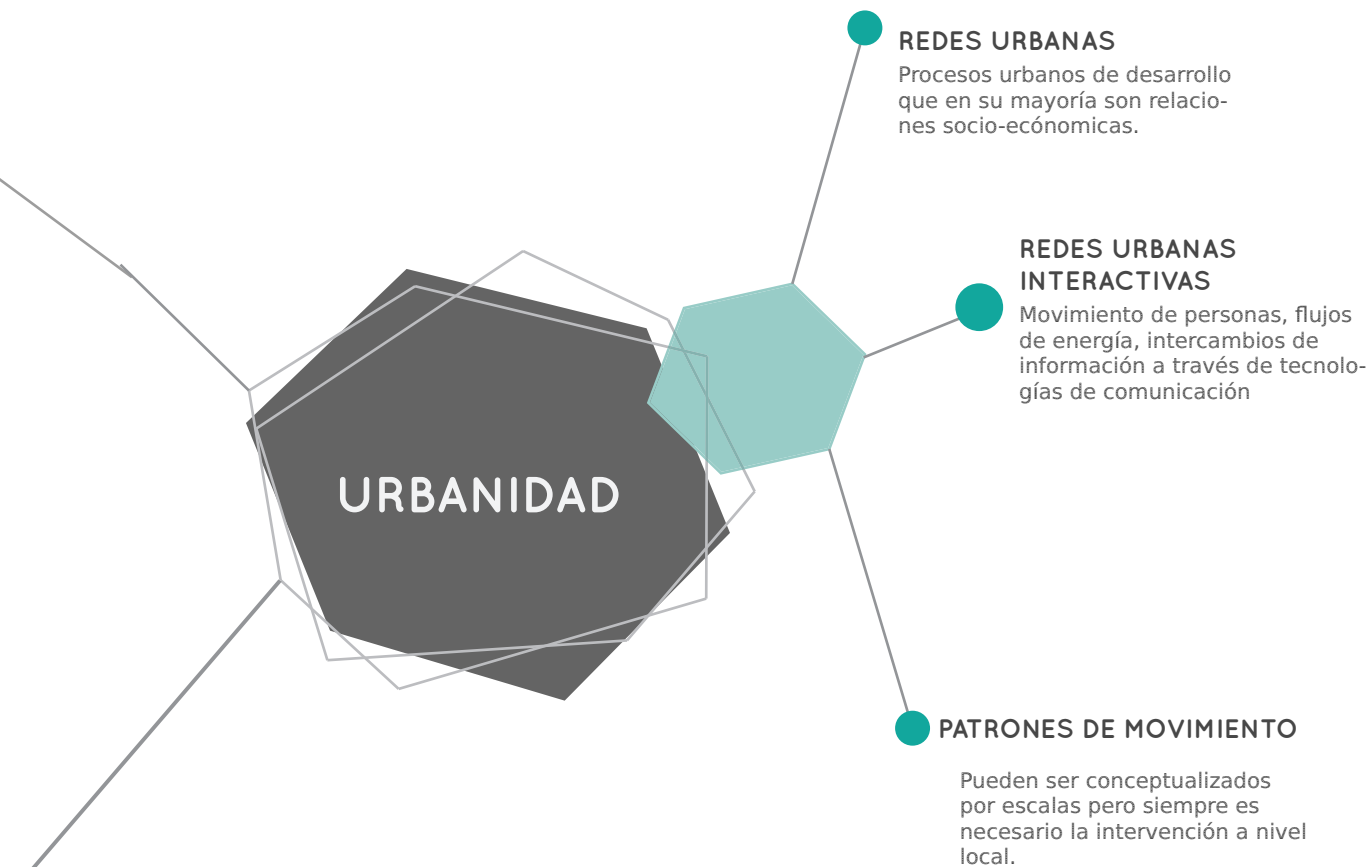 REDES URBANAS
Procesos urbanos de desarrollo
que en su mayoría son relacio-
nes socio-ecónomicas.
REDES URBANAS
INTERACTIVAS
Movimiento de personas, flujos
de energía, intercambios de
información a través de tecnolo-
gías de comunicación
URBANIDAD
PATRONES DE MOVIMIENTO
Pueden ser conceptualizados
por escalas pero siempre es
necesario la intervención a nivel
local.